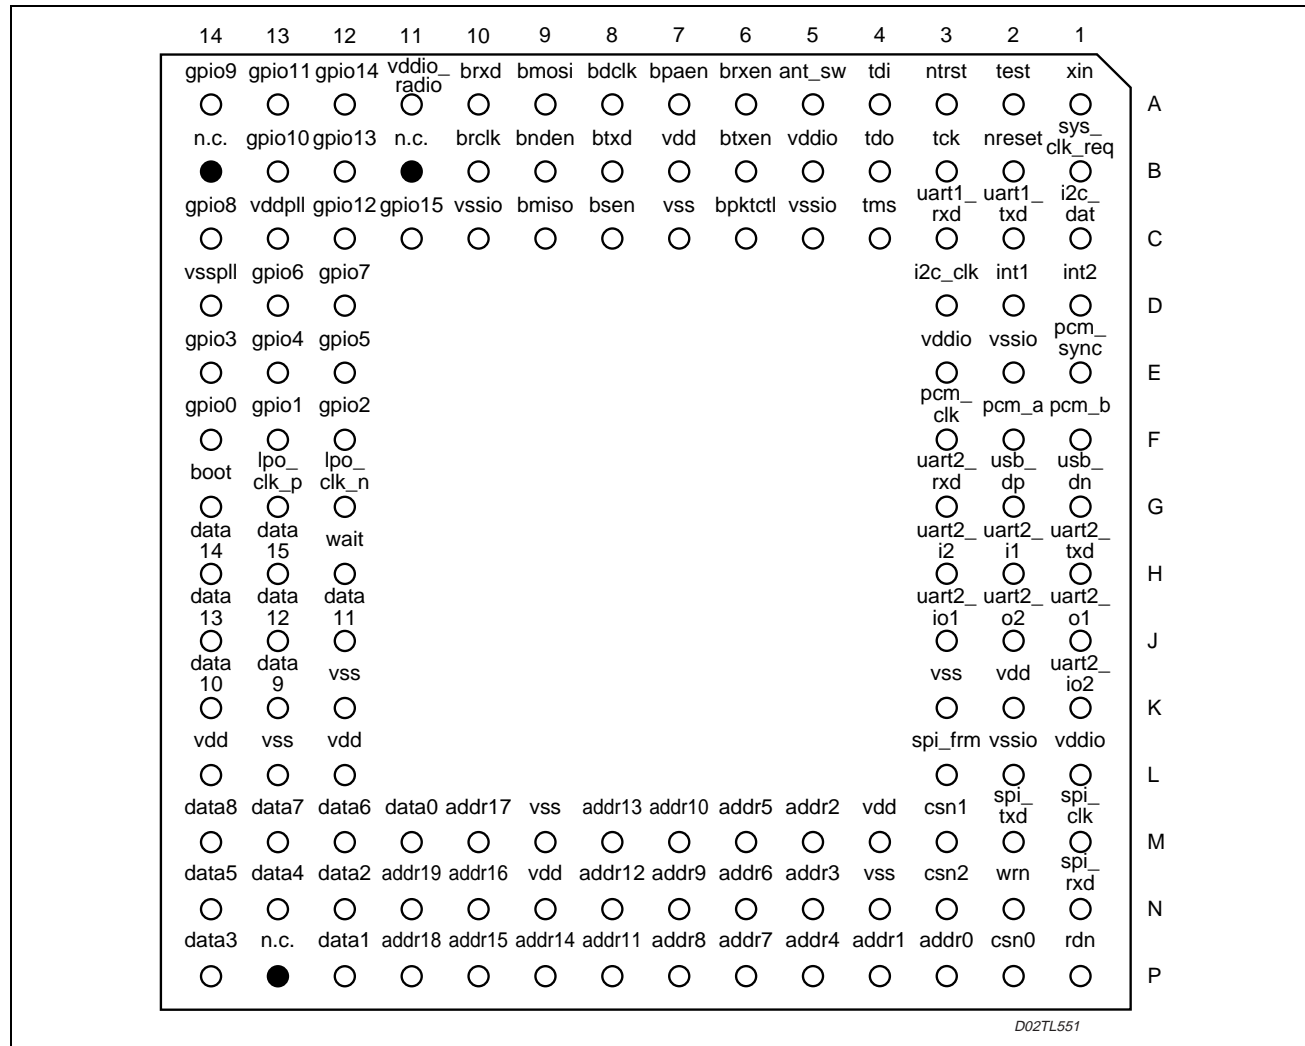 14 13 12 11 10 9 8 7 6 5 4 3 2 1
gpio9 gpio11 gpio14 vddio_ radio brxd bmosi bdclk bpaen brxen ant_sw tdi ntrst test xin
A
n.c. gpio10 gpio13 n.c. brclk bnden btxd vdd btxen vddio tdo tck nreset sys_ clk_req
B
gpio8 vddpll gpio12 gpio15 vssio bmiso bsen vss bpktctl vssio tms uart1_ rxd uart1_ txd i2c_ dat
C
vsspll gpio6 gpio7 i2c_clk int1 int2
D
gpio3 gpio4 gpio5 vddio vssio pcm_ sync
E
gpio0 gpio1 gpio2 pcm_ clk pcm_a pcm_b
F
boot lpo_ clk_p lpo_ clk_n uart2_ rxd usb_ dp usb_ dn
G
data 14 data 15 wait uart2_ i2 uart2_ i1 uart2_ txd
H
data 13 data 12 data 11 uart2_ io1 uart2_ o2 uart2_ o1
J
data 10 data 9 vss vss vdd uart2_ io2
K
vdd vss vdd spi_frm vssio vddio
L
data8 data7 data6 data0 addr17 vss addr13 addr10 addr5 addr2 vdd csn1 spi_ txd spi_ clk
M
data5 data4 data2 addr19 addr16 vdd addr12 addr9 addr6 addr3 vss csn2 wrn spi_ rxd
N
data3 n.c. data1 addr18 addr15 addr14 addr11 addr8 addr7 addr4 addr1 addr0 csn0 rdn
P
D02TL551